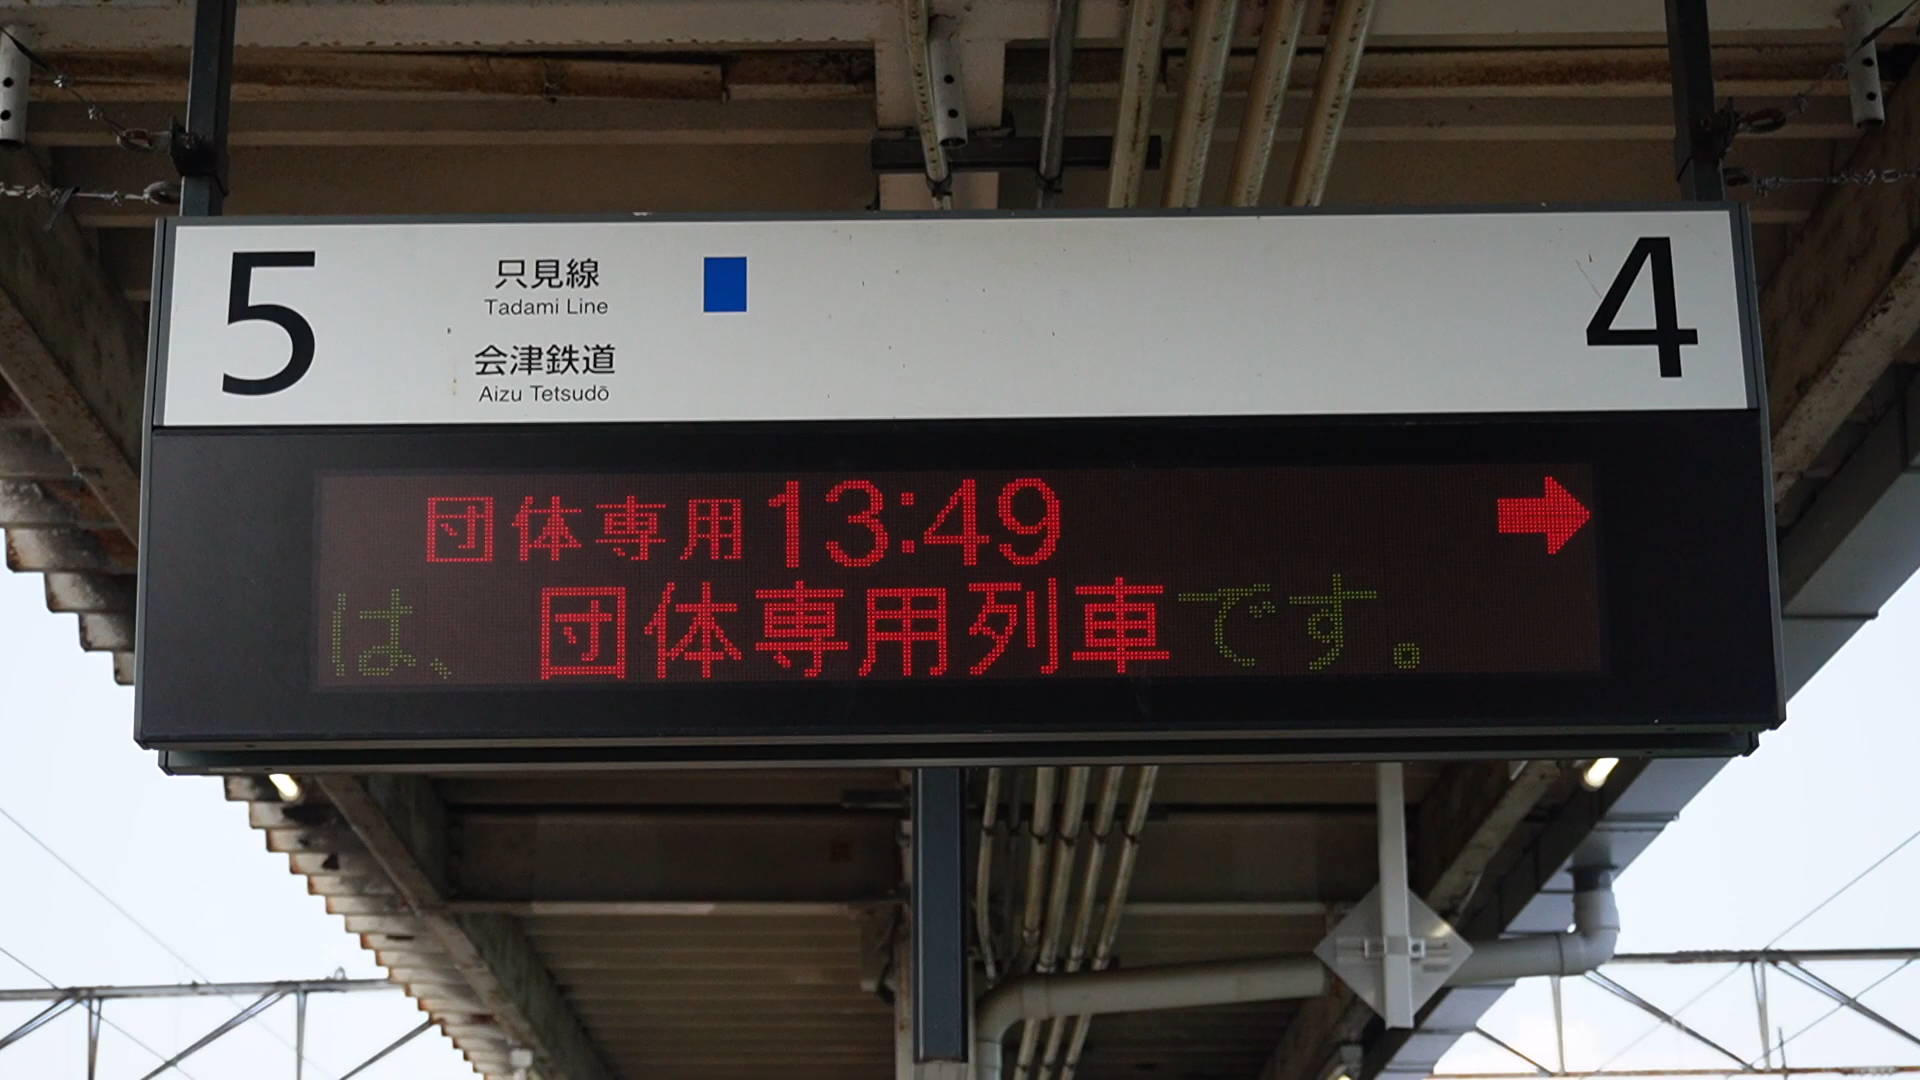 5
只見線
Tadami Line
会津鉄道
Aizu Tetsudō
4
団体専用 13:49
は、 団体専用列車です。